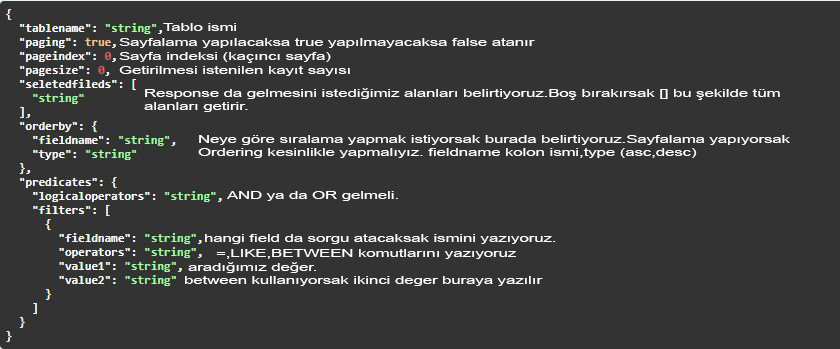 {
"tablename": "string",Tablo ismi
"paging": true,Sayfalama yapılacaksa true yapılmayacaksa false atanır
"pageindex": 0,Sayfa indeksi (kaçıncı sayfa)
"pagesize": 0, Getirilmesi istenilen kayıt sayısı
"seletedfileds": [
"string" Response da gelmesini istediğimiz alanları belirtiyoruz.Boş bırakırsak [] bu şekilde tüm
alanları getirir.
],
"orderby": {
"fieldname": "string", Neye göre sıralama yapmak istiyorsak burada belirtiyoruz.Sayfalama yapıyorsak
"type": "string" Ordering kesinlikle yapmalıyız. fieldname kolon ismi,type (asc,desc)
},
"predicates": {
"logicaloperators": "string", AND ya da OR gelmeli.
"filters": [
{
"fieldname": "string",hangi field da sorgu atacaksak ismini yazıyoruz.
"operators": "string", =,LIKE,BETWEEN komutlarını yazıyoruz
"value1": "string", aradığımız değer.
"value2": "string" between kullanıyorsak ikinci deger buraya yazılır
}
]
}
}